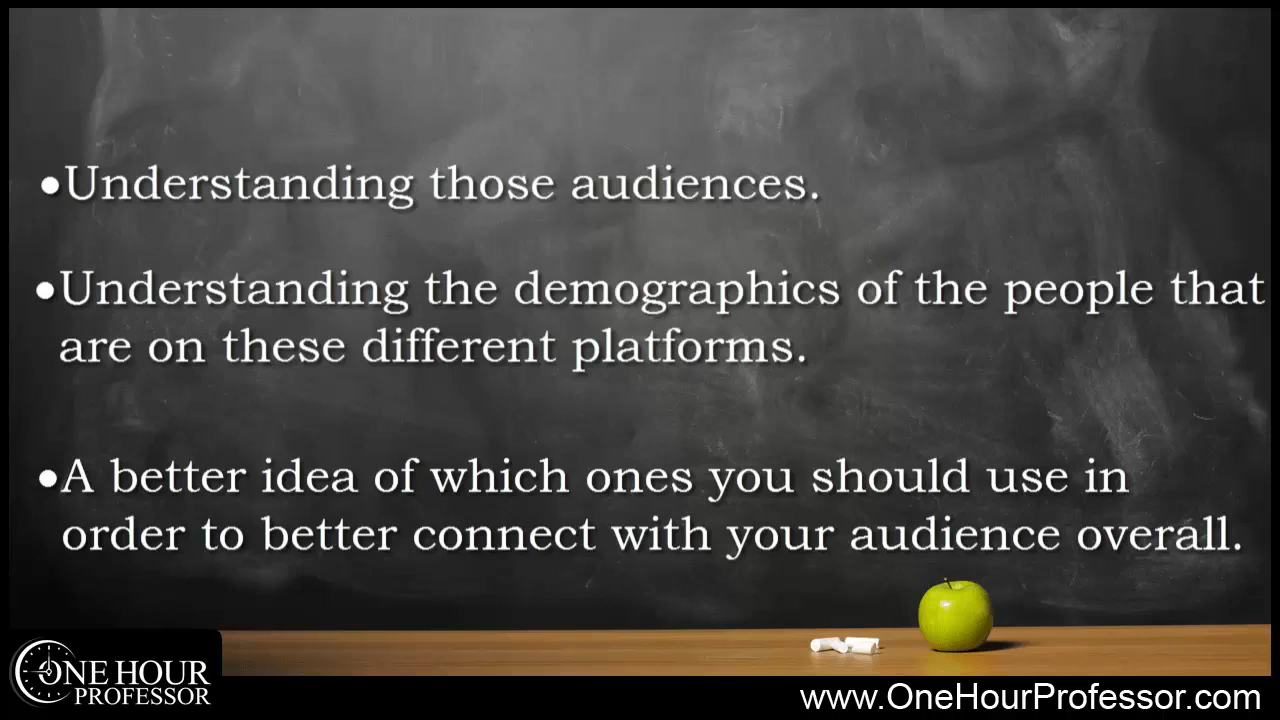 •Understanding those audiences.
•Understanding the demographics of the people that
are on these different platforms.
•A better idea of which ones you should use in
order to better connect with your audience overall.
ONE HOUR
PROFESSOR
www.OneHourProfessor.com